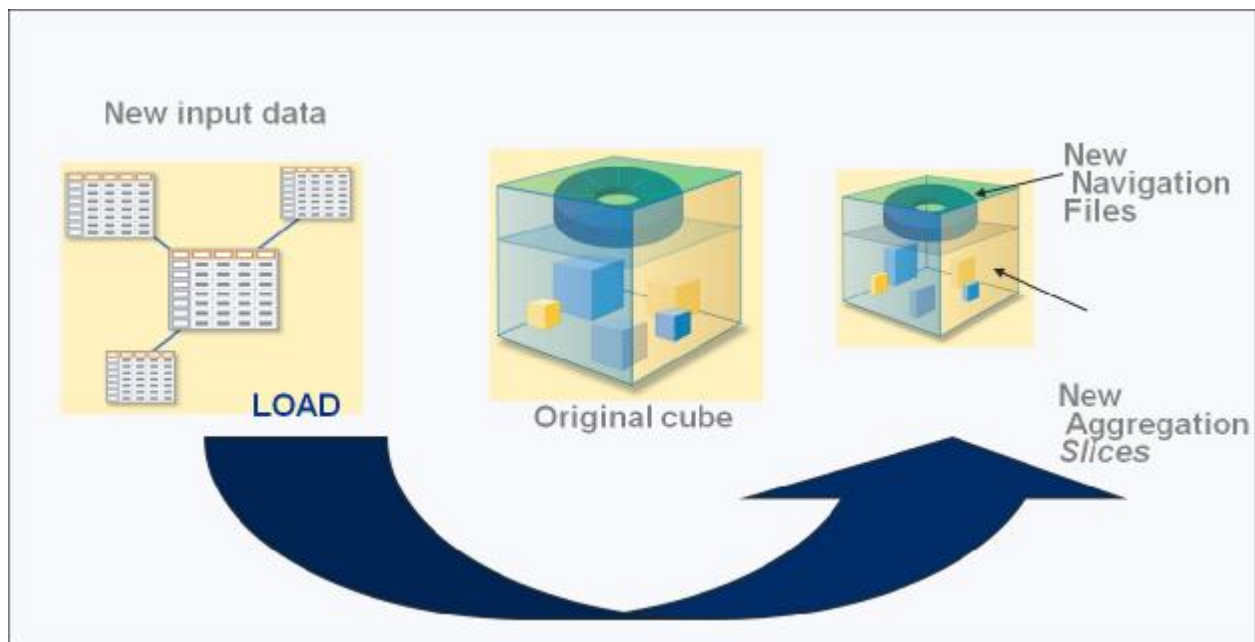 New input data
LOAD
Original cube
New
Navigation
Files
New
Aggregation
Slices